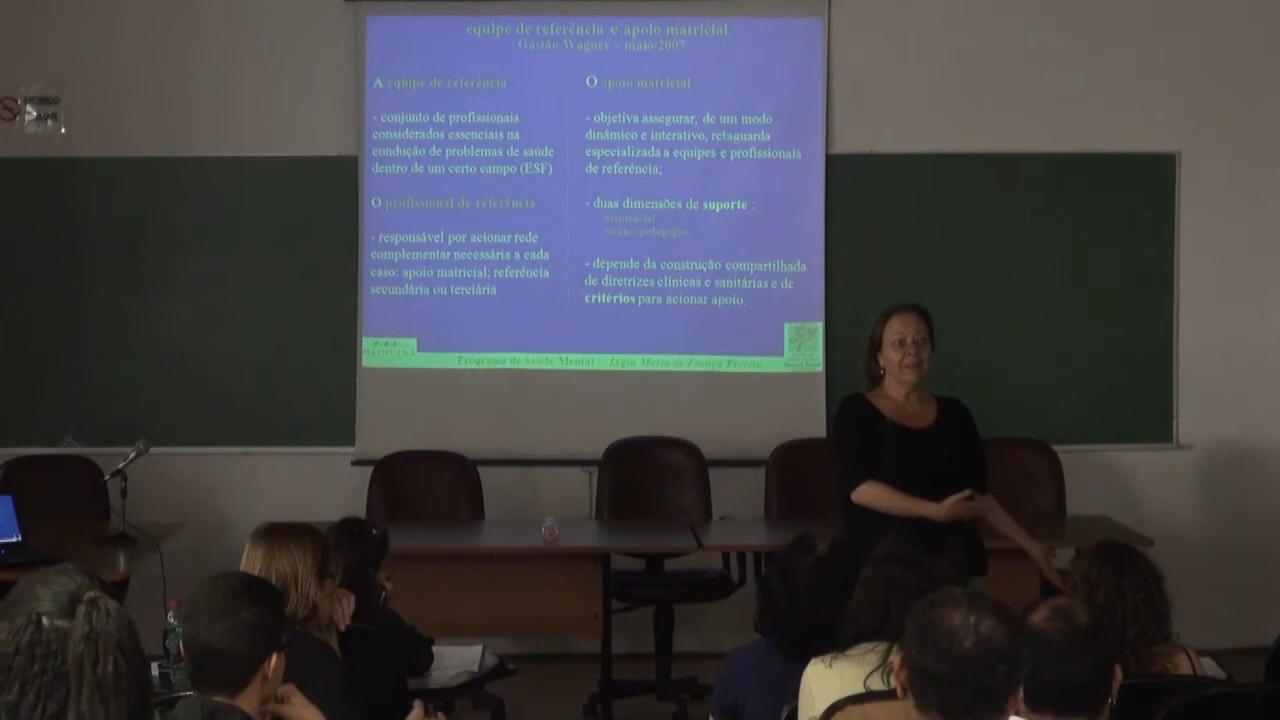 equipe de referência e apoio matricial
Gastão Wagner – maio 2007
A equipe de referência
- conjunto de profissionais
considerados essenciais na
condução de problemas de saúde
dentro de um certo campo (ESF)
O profissional de referência
- responsável por acionar rede
complementar necessária a cada
caso: apoio matricial; referência
secundária ou terciária
O apoio matricial
- objetiva assegurar, de um modo
dinâmico e interativo, retaguarda
especializada a equipes e profissionais
de referência;
- duas dimensões de suporte :
assistencial
técnico-pedagógico
- depende da construção compartilhada
de diretrizes clínicas e sanitárias e de
critérios para acionar apoio.
MEDICINA
Programa de Saúde Mental Lygia Maria de França Pereira